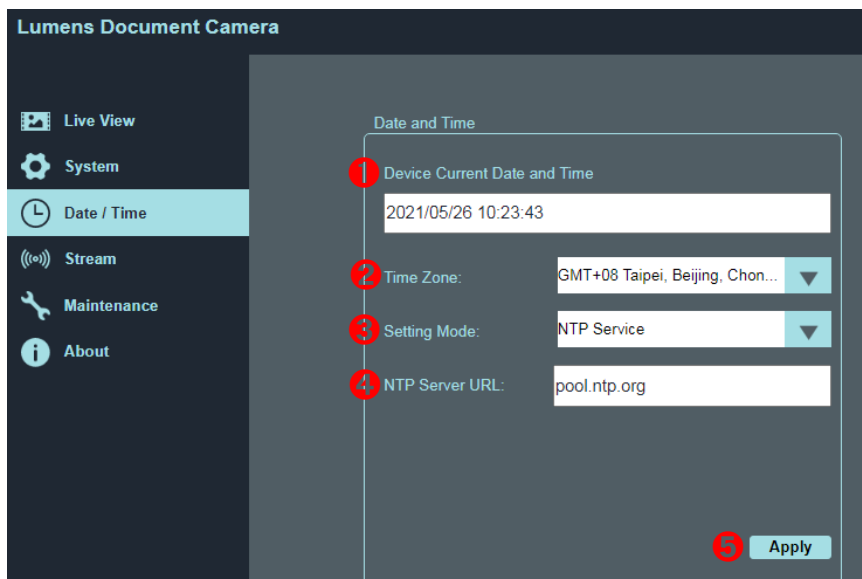 Lumens Document Camera
Live View
System
Date / Time
Stream
Maintenance
About
Date and Time
1 Device Current Date and Time
2021/05/26 10:23:43
2 Time Zone: GMT+08 Taipei, Beijing, Chon...
3 Setting Mode: NTP Service
4 NTP Server URL: pool.ntp.org
5 Apply